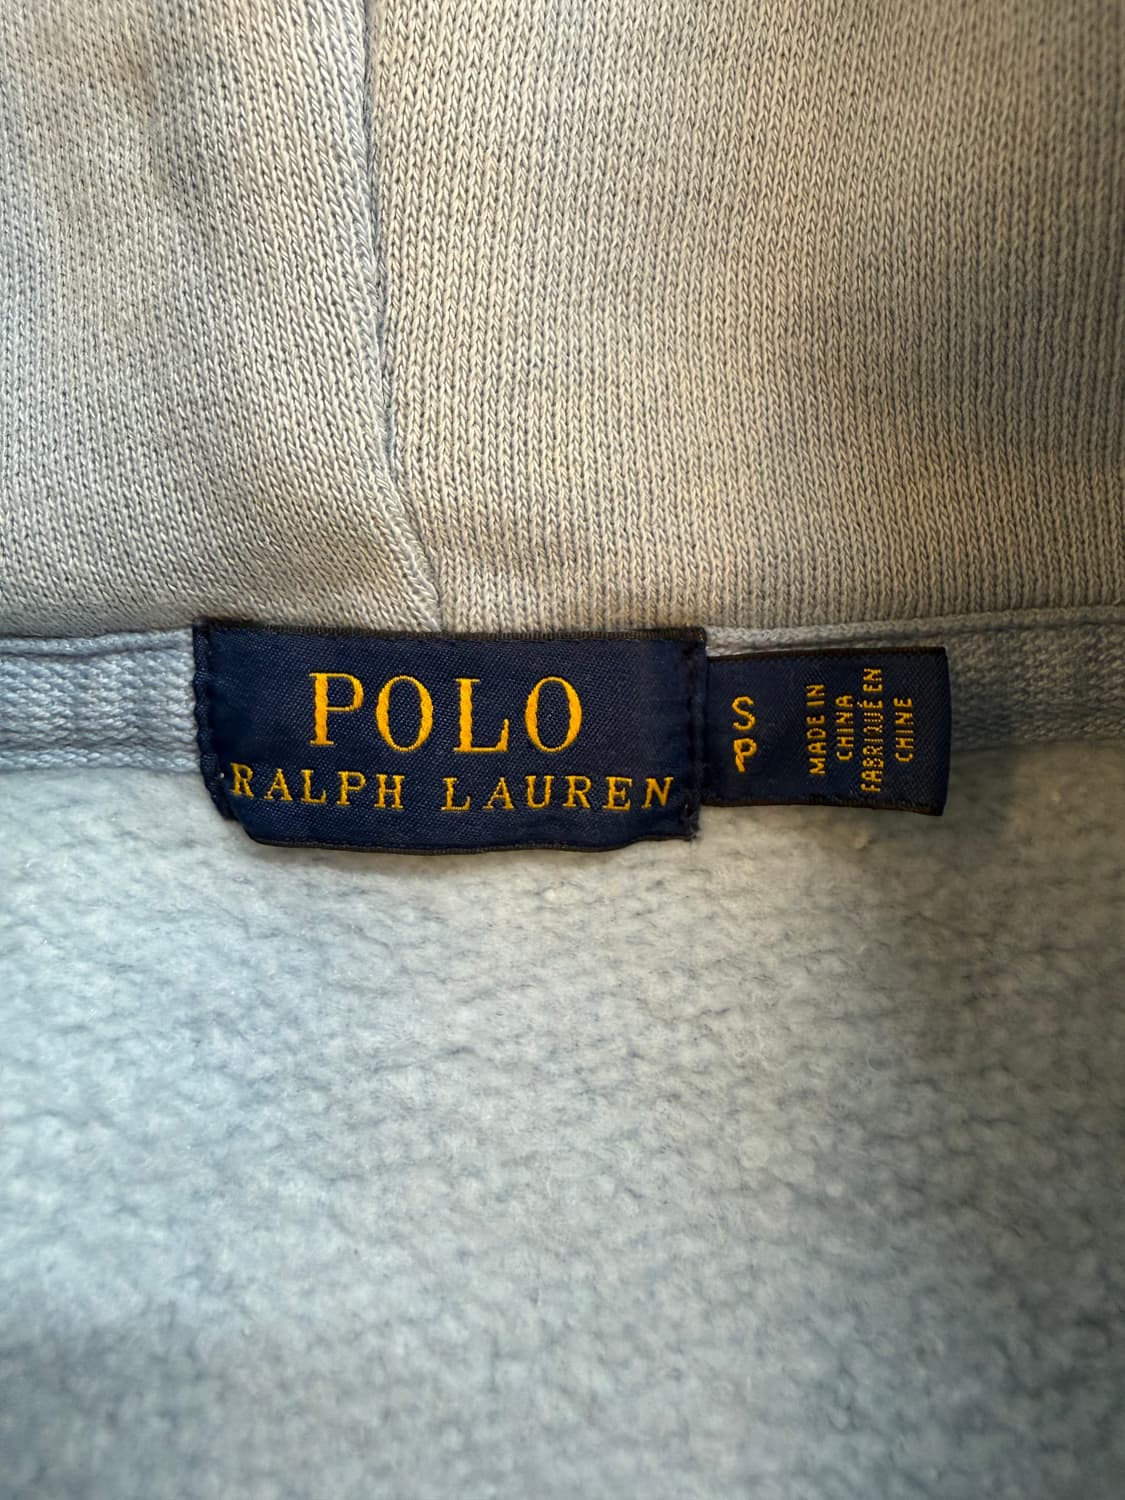 POLO
RALPH LAUREN
S
P
MADE IN
CHINA
FABRIQUÉ EN
CHINE